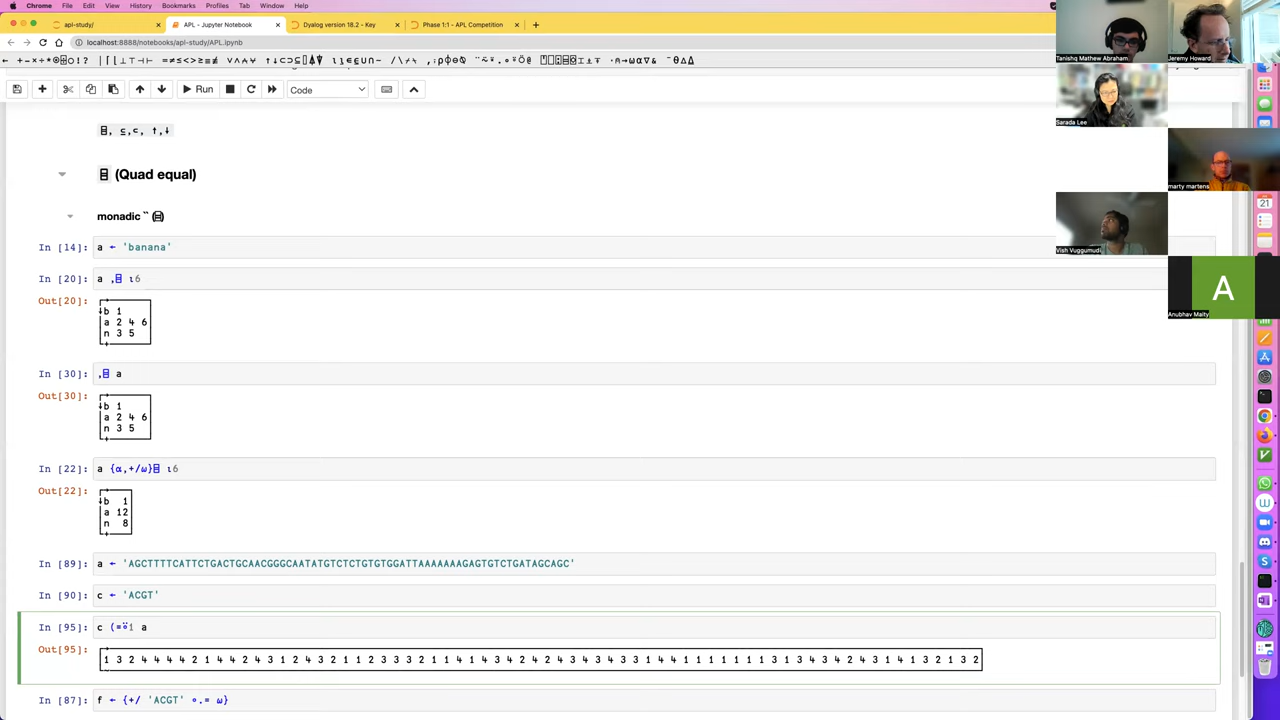 Chrome File Edit View History Bookmarks Profiles Tab Window Help
apl-study/
APL - Jupyter Notebook
Dyalog version 18.2 - Key
Phase 1:1 - APL Competition
localhost:8888/notebooks/apl-study/APL.ipynb
Run
Code
⌸, ⊆,⊂, ↑,↓
⌸ (Quad equal)
monadic ¨ (⌸)
In [14]: a ← 'banana'
In [20]: a ,⌸ ⍳6
Out[20]:
b 1
a 2 4 6
n 3 5
In [30]: ,⌸ a
Out[30]:
b 1
a 2 4 6
n 3 5
In [22]: a {⍺,+/⍵}⌸ ⍳6
Out[22]:
b 1
a 12
n 8
In [89]: a ← 'AGCTTTTCATTCTGACTGCAACGGGCAATATGTCTCTGTGTGGATTAAAAAAAGAGTGTCTGATAGCAGC'
In [90]: c ← 'ACGT'
In [95]: c (=⍤1 a
Out[95]:
1 3 2 4 4 4 4 2 1 4 4 2 4 3 1 2 4 3 2 1 1 2 3 3 3 2 1 1 4 1 4 3 4 2 4 2 4 3 4 3 4 3 3 1 4 4 1 1 1 1 1 1 1 3 1 3 4 3 4 2 4 3 1 4 1 3 2 1 3 2
In [87]: f ← {+/ 'ACGT' ∘.= ⍵}
Tanishq Mathew Abraham
Jeremy Howard
Sarada Lee
marty martens
Vish Vuggumudi
A
Anubhav Maity
21